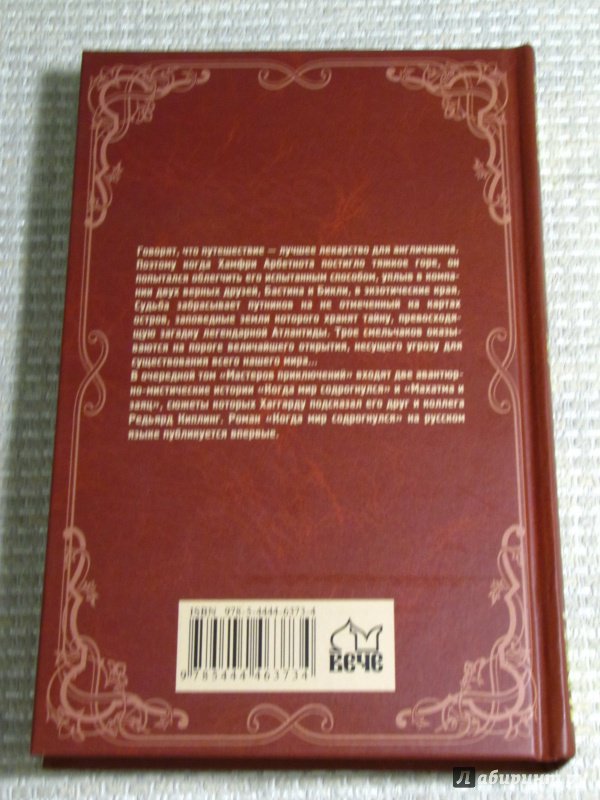 Говорят, что путешествие — лучшее лекарство для англичанина.
Поэтому когда Хамфри Арбетнота постигло тяжкое горе, он
попытался облегчить его испытанным способом, уплыв в компа-
нии двух верных друзей, Бастина и Бикли, в экзотические края.
Судьба забрасывает путников на не отмеченный на картах
остров, заповедные земли которого хранят тайну, превосходя-
щую загадку легендарной Атлантиды. Трое смельчаков оказы-
ваются на пороге величайшего открытия, несущего угрозу для
существования всего нашего мира...
В очередной том «Мастеров приключений» входят две авантюр-
но-мистические истории «Когда мир содрогнулся» и «Махатма и
заяц», сюжеты которых Хаггарду подсказал его друг и коллега
Редьярд Киплинг. Роман «Когда мир содрогнулся» на русском
языке публикуется впервые.
ISBN 978-5-4444-6373-4
9 785444 463734
ВЕЧЕ
Лабиринт.ру